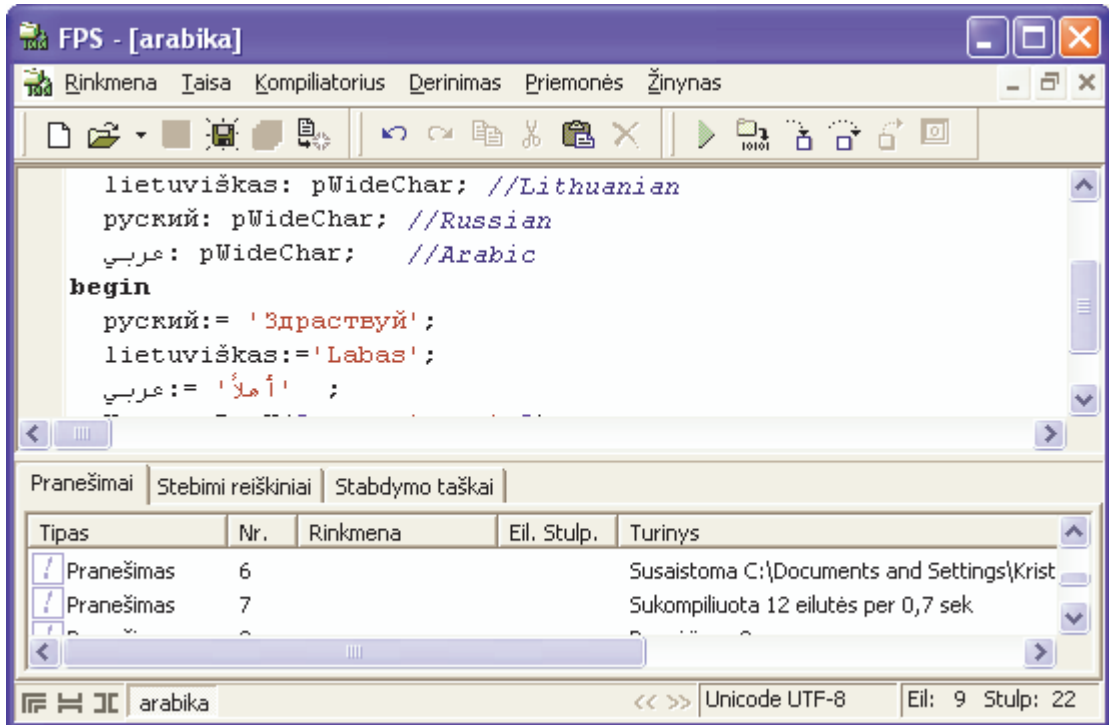 FPS - [arabika]
Rinkmena Taisa Kompiliatorius Derinimas Priemonės Žinynas
lietuviškas: pWideChar; //Lithuanian
руский: pWideChar; //Russian
عربي: pWideChar; //Arabic
begin
руский:= 'Здраствуй';
lietuviškas:='Labas';
عربي:= 'أهلاً' ;
Pranešimai Stebimi reiškiniai Stabdymo taškai
Tipas Nr. Rinkmena Eil. Stulp. Turinys
Pranešimas 6 Susaistoma C:\Documents and Settings\Krist
Pranešimas 7 Sukompiliuota 12 eilutės per 0,7 sek
arabika << >> Unicode UTF-8 Eil: 9 Stulp: 22